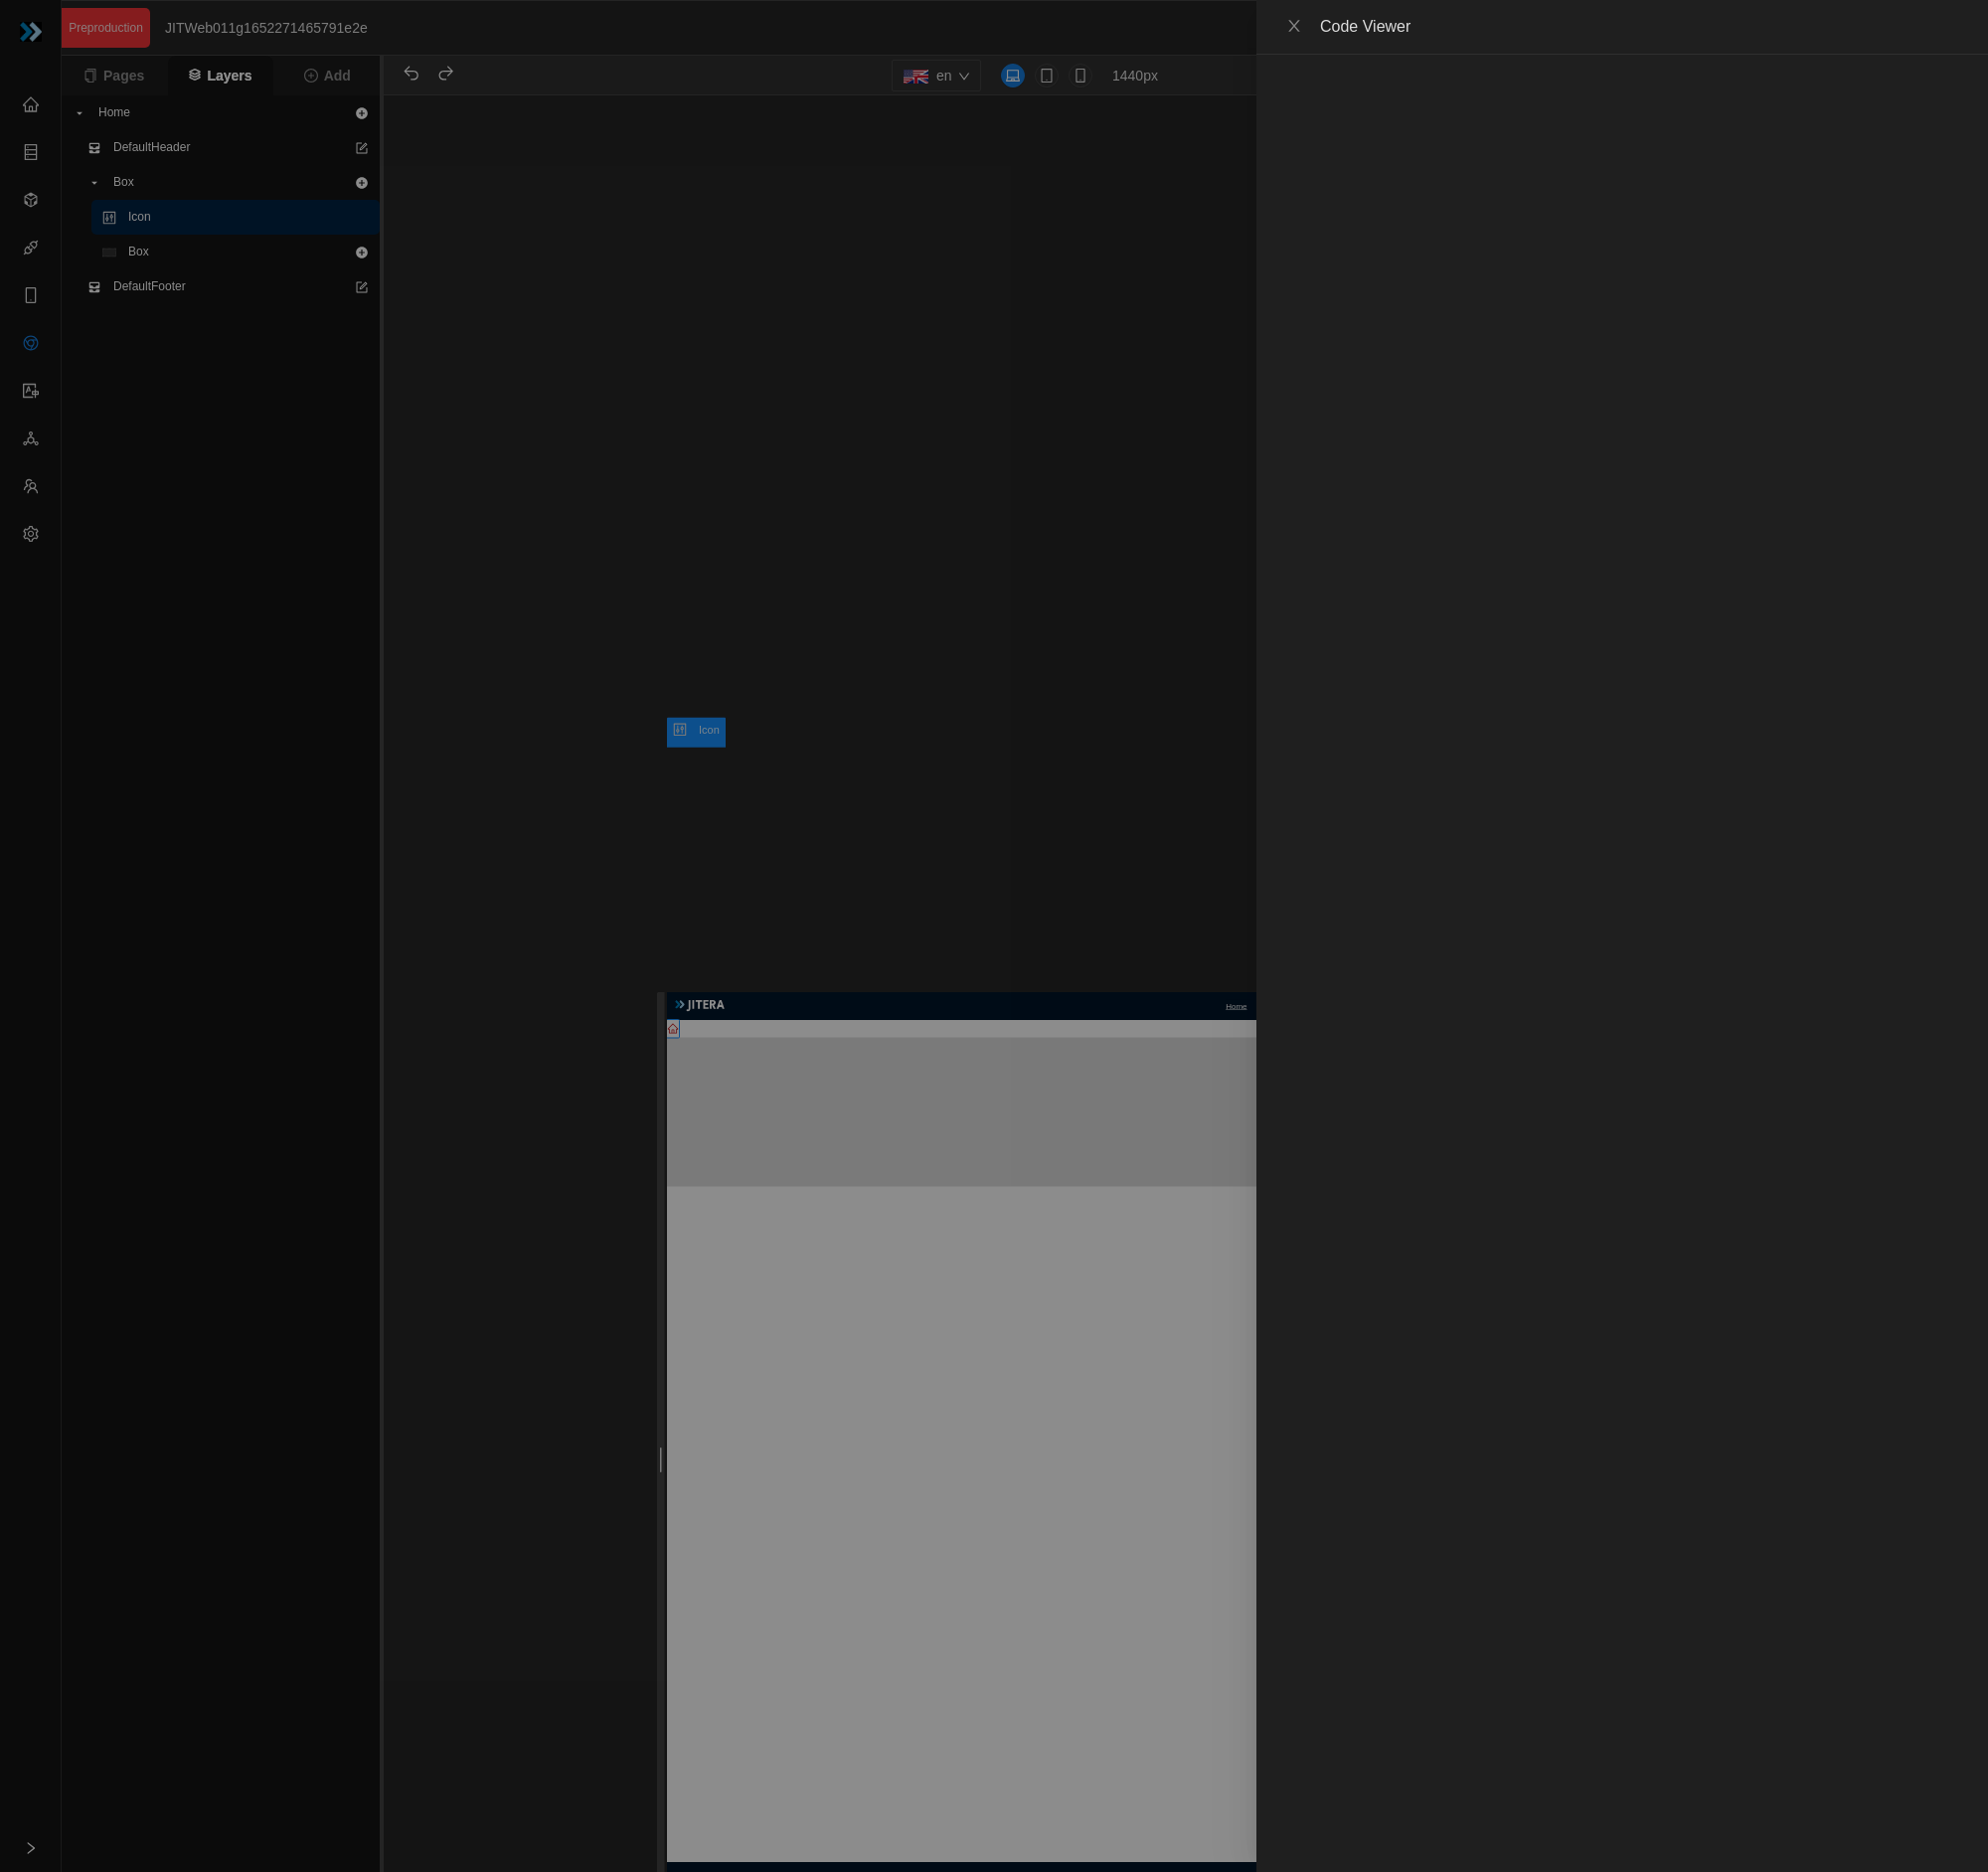 Preproduction
JITWeb011g1652271465791e2e
Code Viewer
Pages
Layers
Add
en
1440px
Home
DefaultHeader
Box
Icon
Box
DefaultFooter
Icon
JITERA
Home